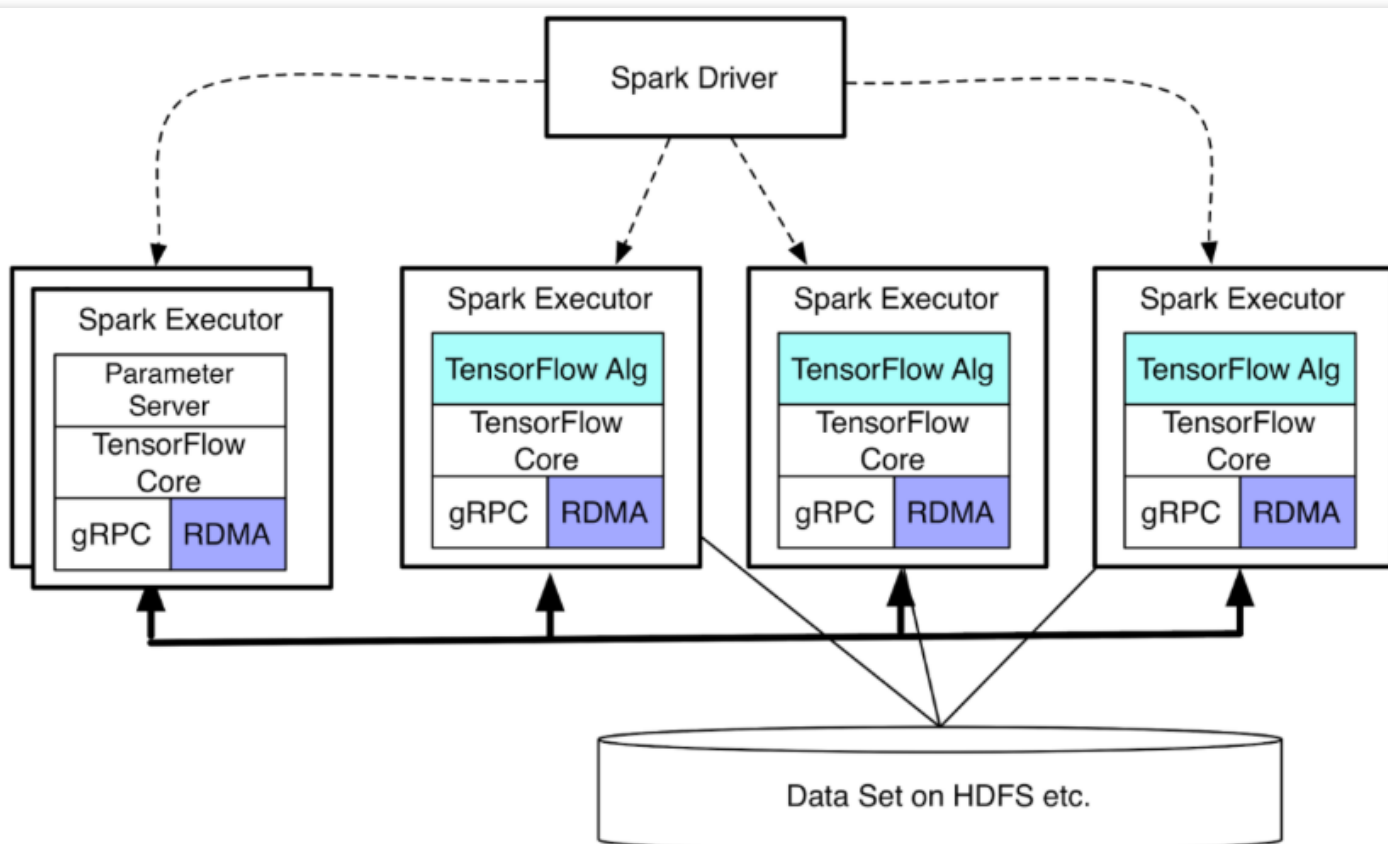 Spark Driver
Spark Executor
Parameter
Server
TensorFlow
Core
gRPC
RDMA
Spark Executor
TensorFlow Alg
TensorFlow
Core
gRPC
RDMA
Spark Executor
TensorFlow Alg
TensorFlow
Core
gRPC
RDMA
Spark Executor
TensorFlow Alg
TensorFlow
Core
gRPC
RDMA
Data Set on HDFS etc.